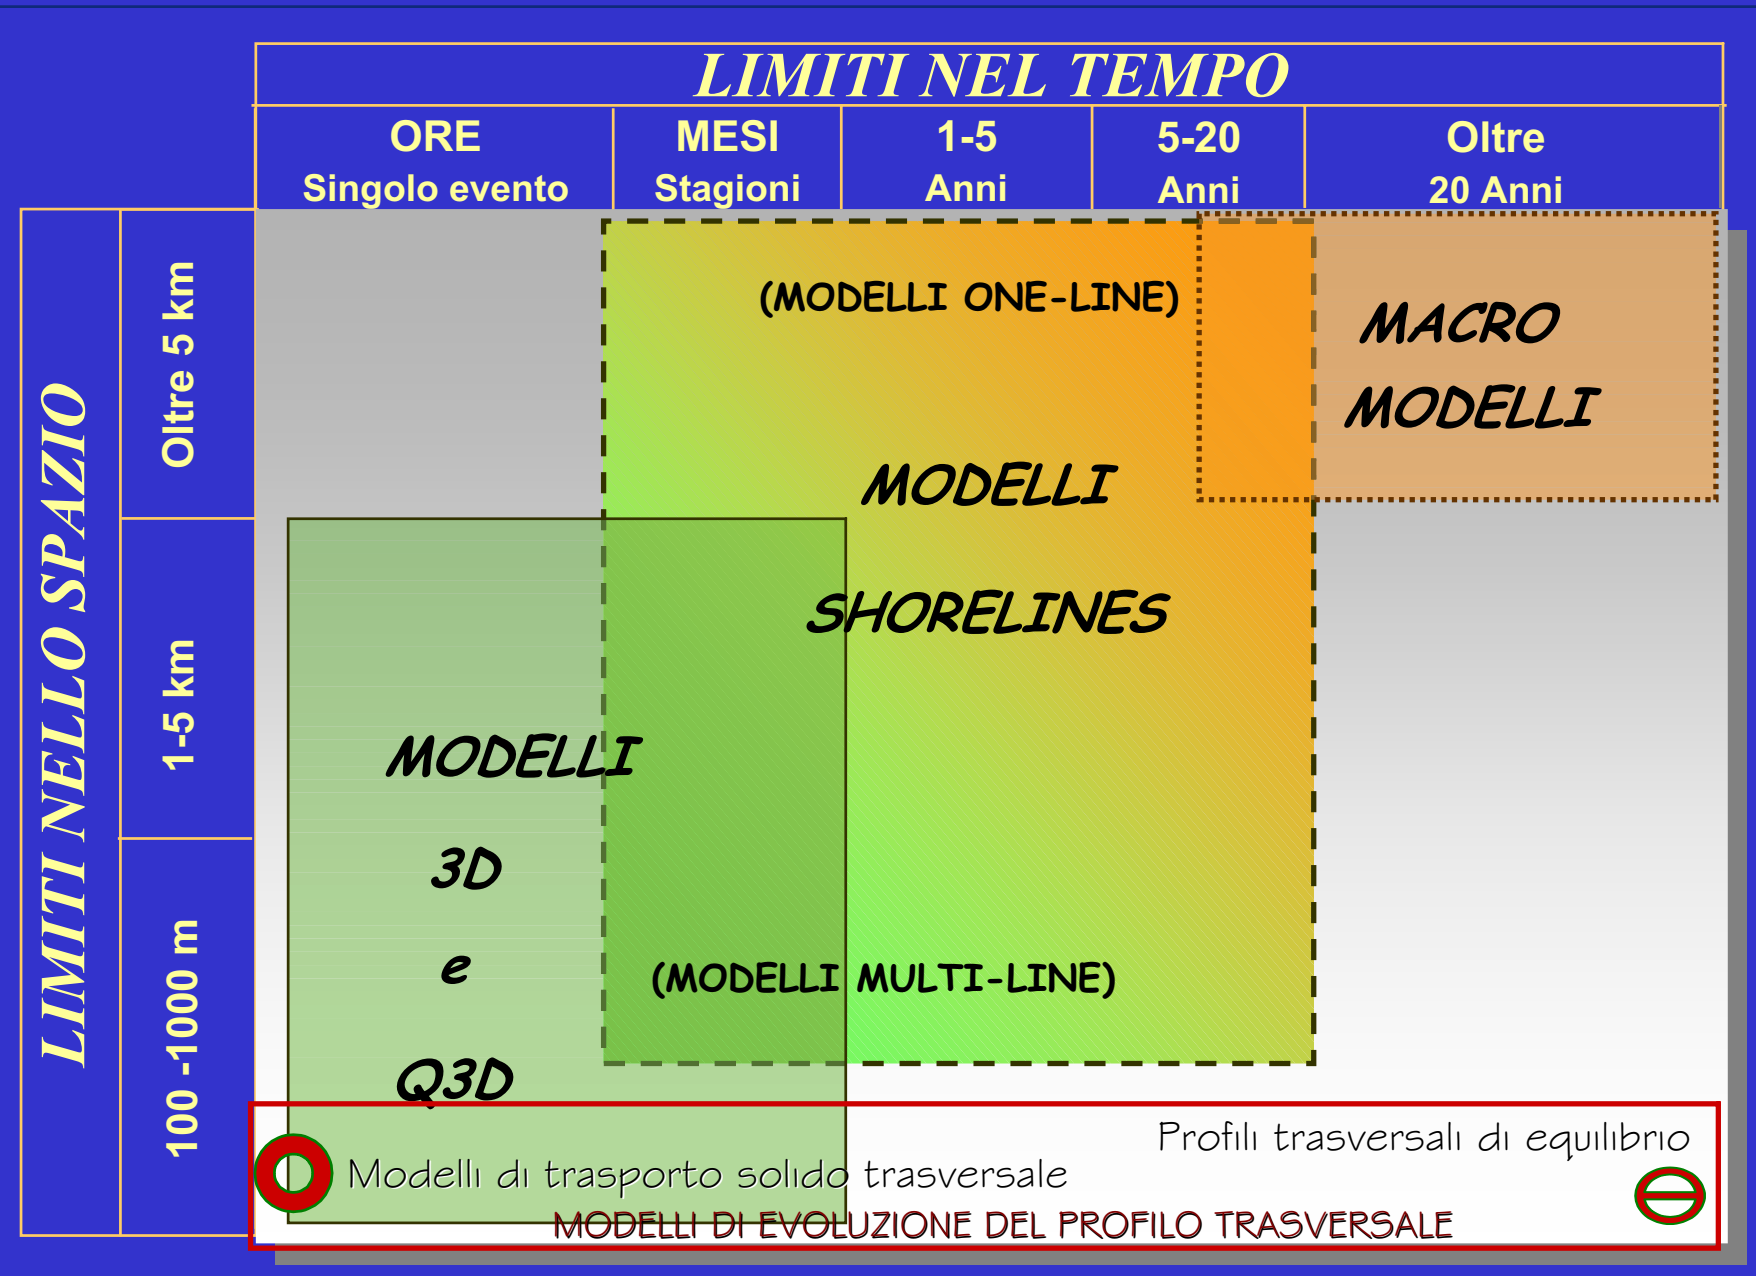 LIMITI NEL TEMPO
ORE
Singolo evento
MESI
Stagioni
1-5
Anni
5-20
Anni
Oltre
20 Anni
LIMITI NELLO SPAZIO
Oltre 5 km
1-5 km
100 -1000 m
(MODELLI ONE-LINE)
MACRO
MODELLI
MODELLI
SHORELINES
MODELLI
3D
e
Q3D
(MODELLI MULTI-LINE)
Profili trasversali di equilibrio
Modelli di trasporto solido trasversale
MODELLI DI EVOLUZIONE DEL PROFILO TRASVERSALE